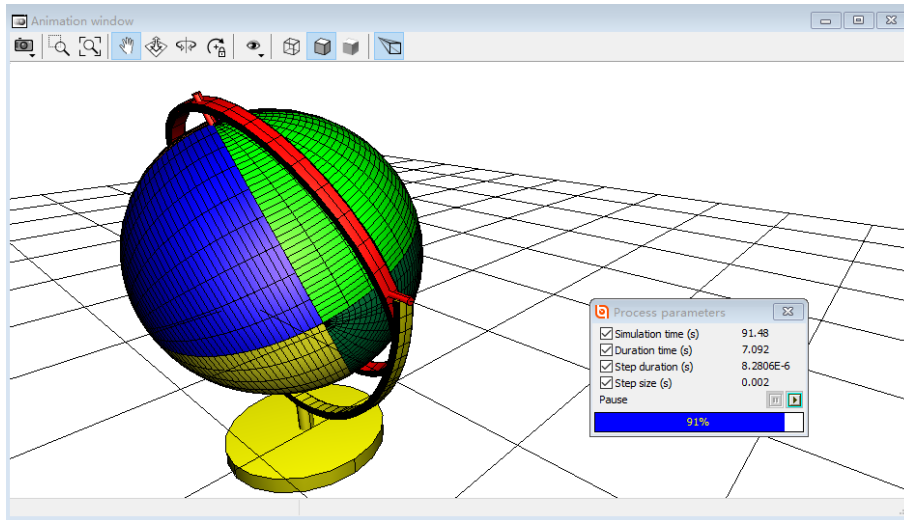 Animation window
Process parameters
Simulation time (s) 91.48
Duration time (s) 7.092
Step duration (s) 8.2806E-6
Step size (s) 0.002
Pause
91%